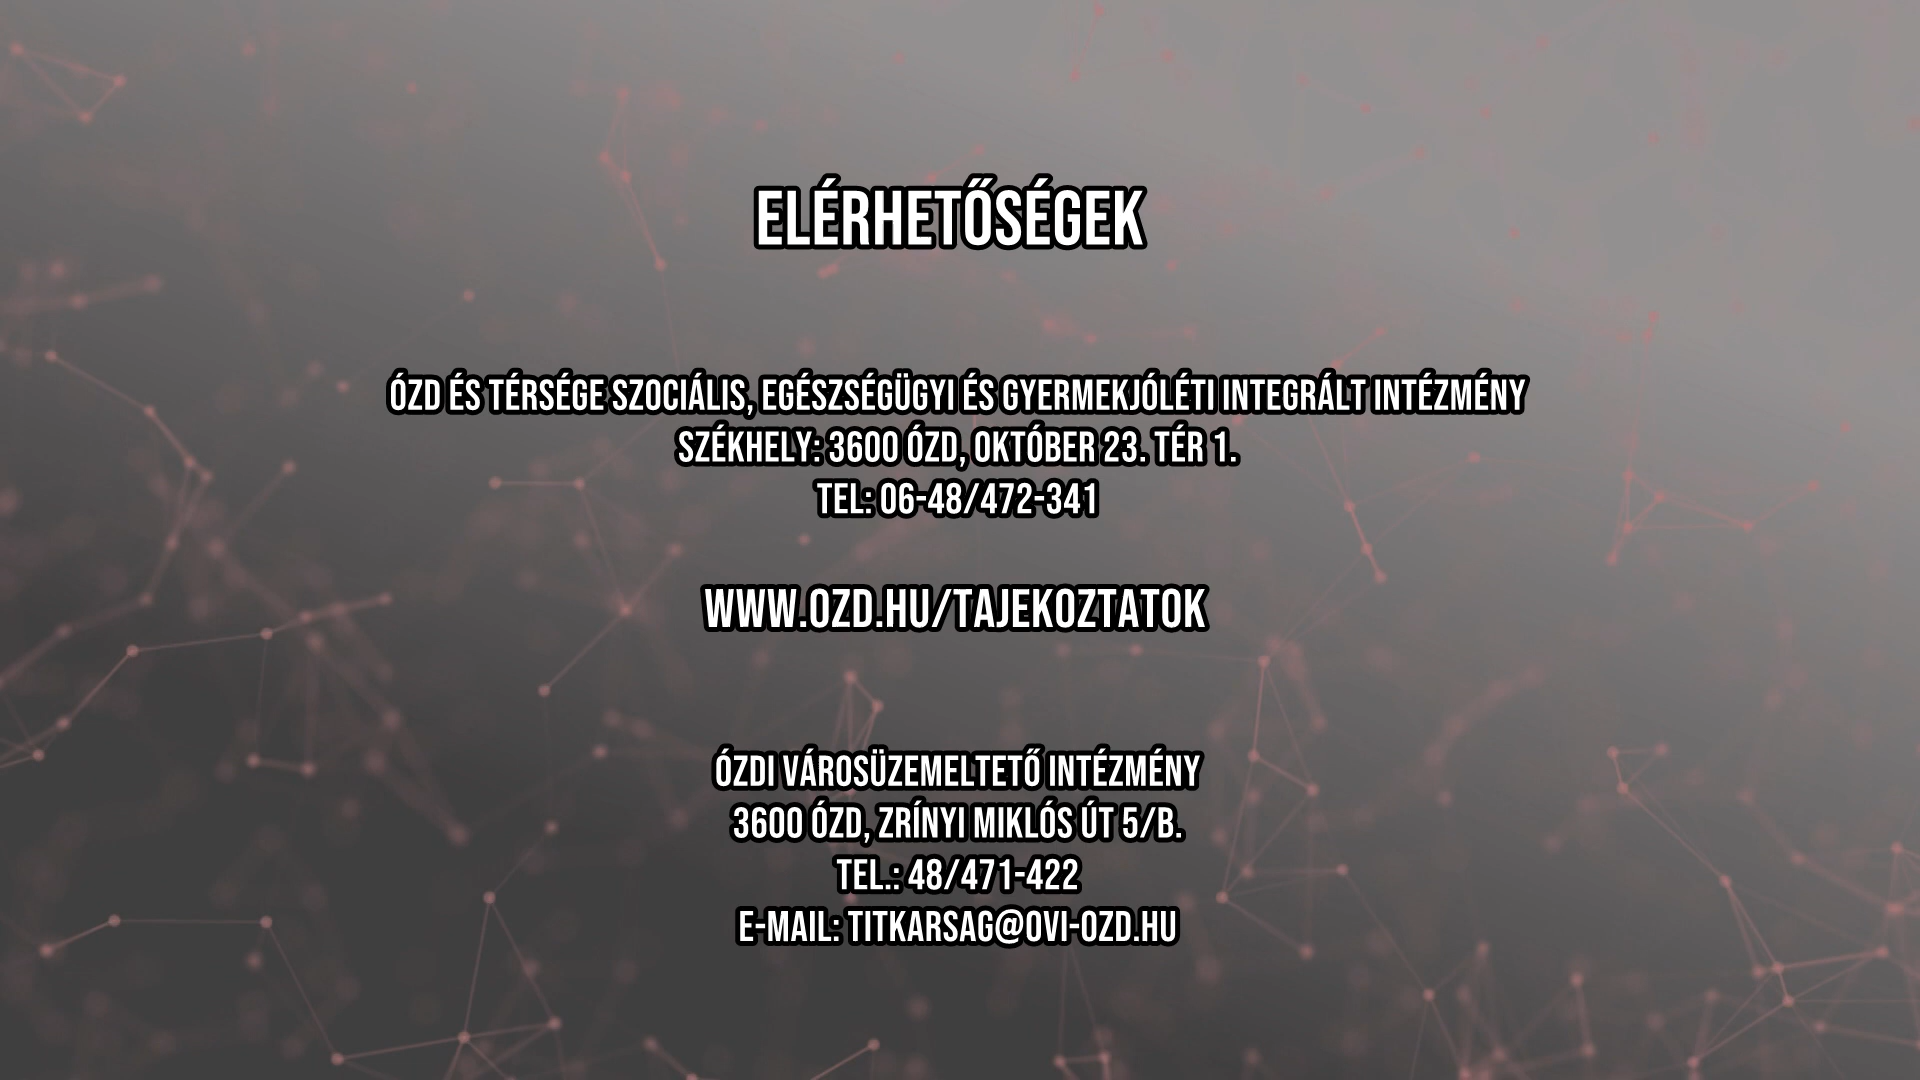 ELÉRHETŐSÉGEK
ÓZD ÉS TÉRSÉGE SZOCIÁLIS, EGÉSZSÉGÜGYI ÉS GYERMEKJÓLÉTI INTEGRÁLT INTÉZMÉNY
SZÉKHELY: 3600 ÓZD, OKTÓBER 23. TÉR 1.
TEL: 06-48/472-341
WWW.OZD.HU/TAJEKOZTATOK
ÓZDI VÁROSÜZEMELTETŐ INTÉZMÉNY
3600 ÓZD, ZRÍNYI MIKLÓS ÚT 5/B.
TEL.: 48/471-422
E-MAIL: TITKARSAG@OVI-OZD.HU